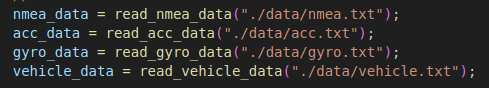 nmea_data = read_nmea_data("./data/nmea.txt");
acc_data = read_acc_data("./data/acc.txt");
gyro_data = read_gyro_data("./data/gyro.txt");
vehicle_data = read_vehicle_data("./data/vehicle.txt");